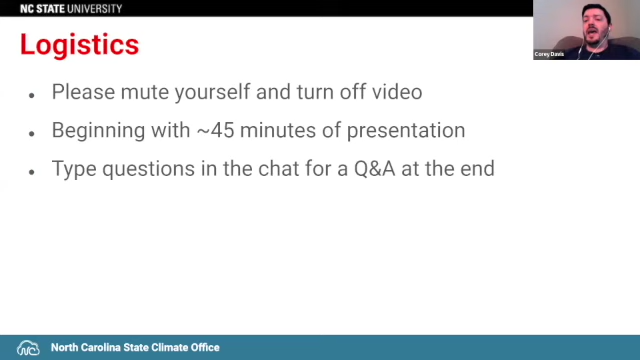 NC STATE UNIVERSITY
Logistics
Corey Davis
• Please mute yourself and turn off video
• Beginning with ~45 minutes of presentation
• Type questions in the chat for a Q&A at the end
North Carolina State Climate Office